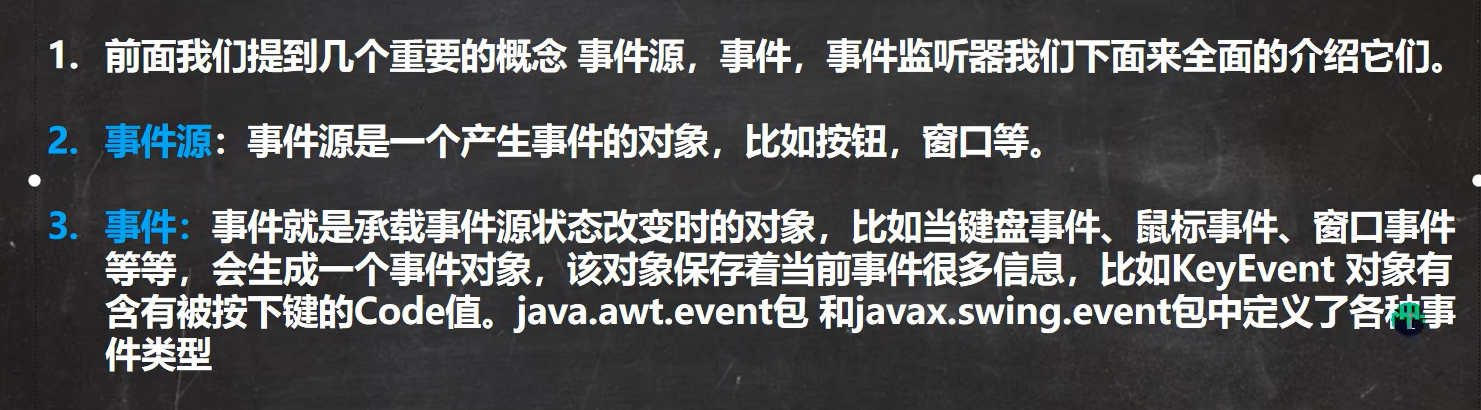 1. 前面我们提到几个重要的概念 事件源，事件，事件监听器我们下面来全面的介绍它们。
2. 事件源：事件源是一个产生事件的对象，比如按钮，窗口等。
3. 事件：事件就是承载事件源状态改变时的对象，比如当键盘事件、鼠标事件、窗口事件
等等，会生成一个事件对象，该对象保存着当前事件很多信息，比如KeyEvent 对象有
含有被按下键的Code值。java.awt.event包 和javax.swing.event包中定义了各种事
件类型